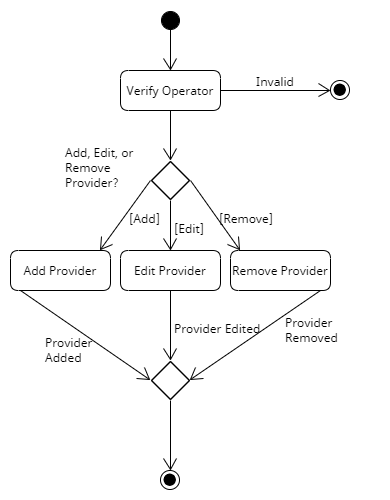 Verify Operator
Invalid
Add, Edit, or
Remove
Provider?
[Add]
[Edit]
[Remove]
Add Provider
Edit Provider
Remove Provider
Provider
Added
Provider Edited
Provider
Removed